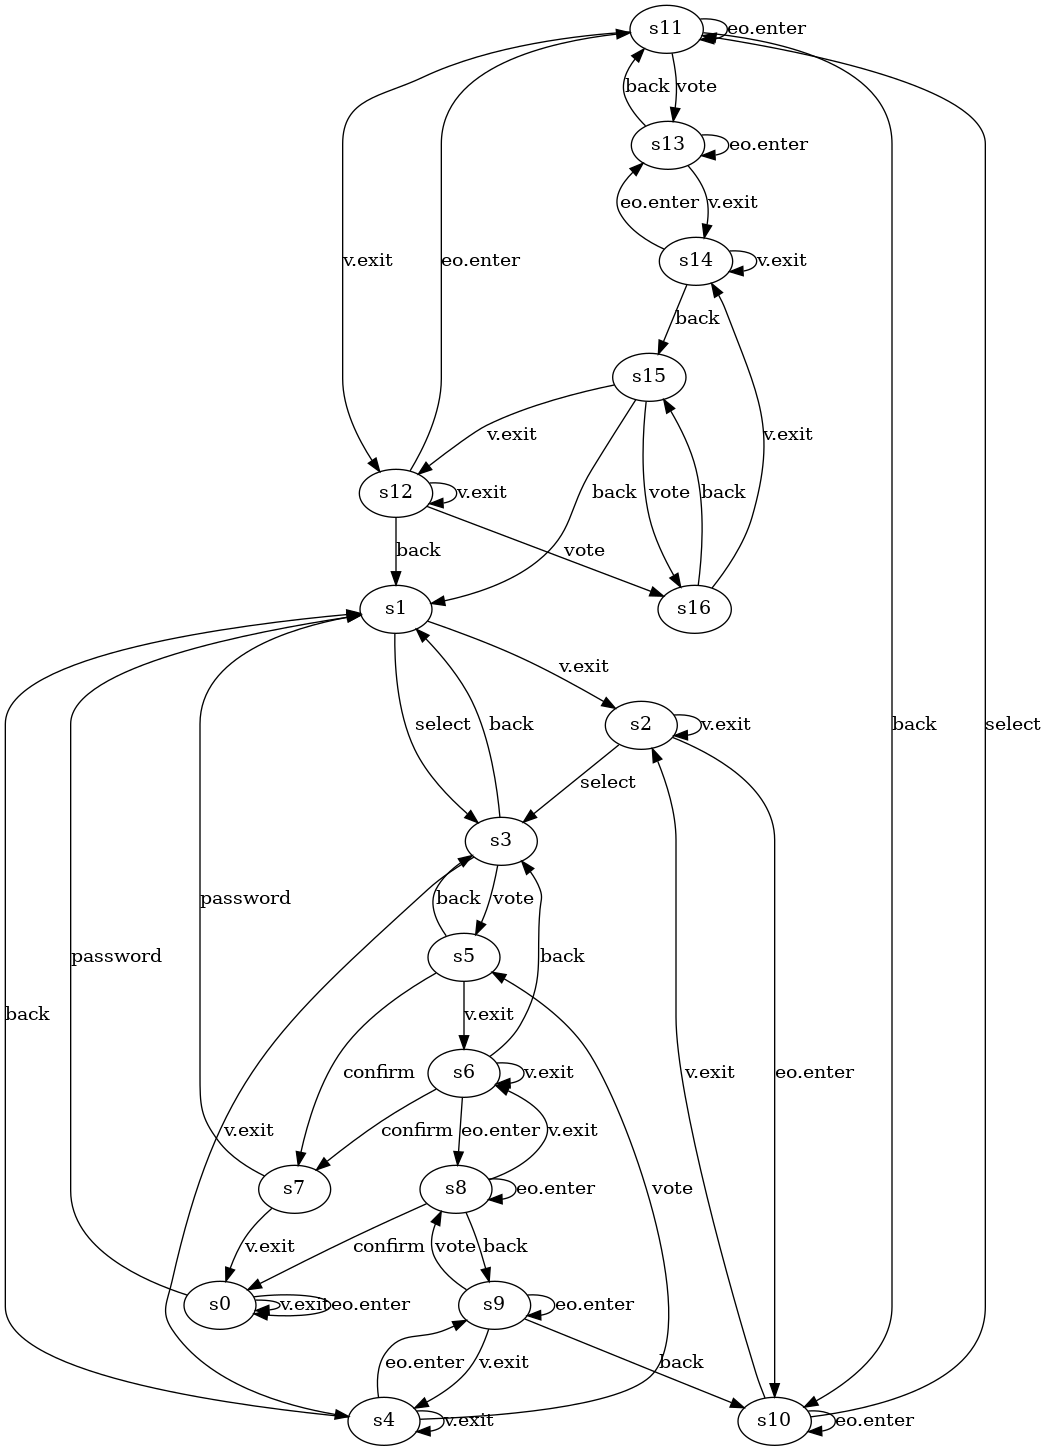 s11
eo.enter
back
vote
s13
eo.enter
eo.enter
v.exit
v.exit
eo.enter
s14
v.exit
back
s15
v.exit
v.exit
s12
v.exit
back
vote
back
back
vote
s1
s16
v.exit
select
back
s2
v.exit
back
select
select
s3
password
back
vote
password
s5
back
back
v.exit
confirm
s6
v.exit
v.exit
eo.enter
v.exit
confirm
eo.enter
v.exit
s7
s8
eo.enter
vote
v.exit
confirm
vote
back
s0
v.exit
eo.enter
s9
eo.enter
eo.enter
v.exit
back
s4
v.exit
s10
eo.enter